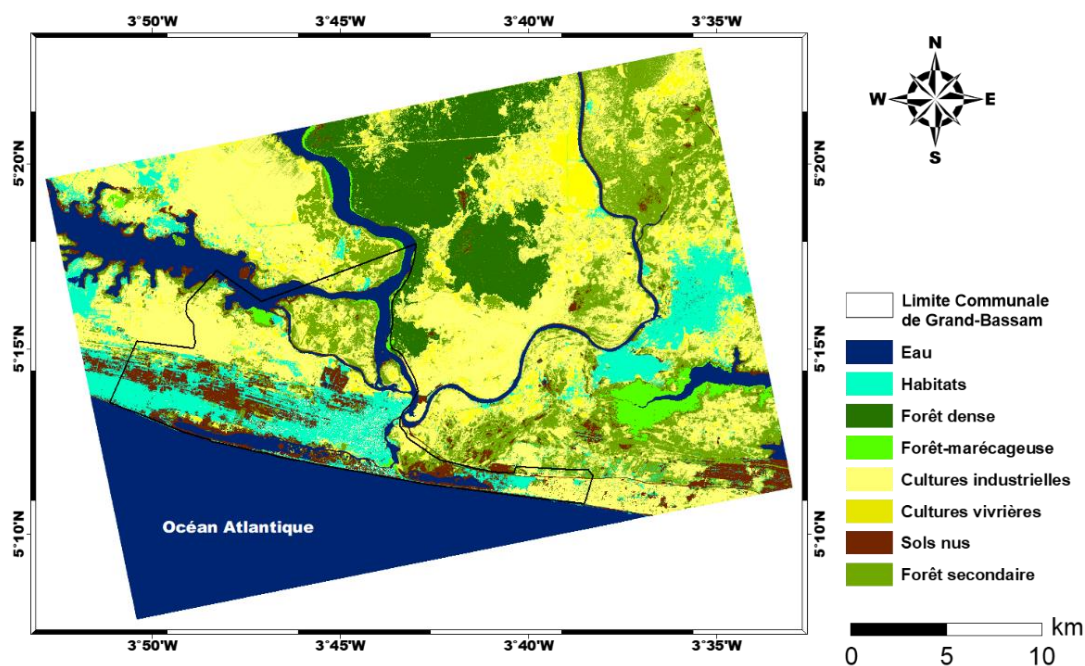 3°50'W 3°45'W 3°40'W 3°35'W
N
W E
S
5°20'N 5°20'N
5°15'N 5°15'N
5°10'N 5°10'N
Océan Atlantique
3°50'W 3°45'W 3°40'W 3°35'W
Limite Communale
de Grand-Bassam
Eau
Habitats
Forêt dense
Forêt-marécageuse
Cultures industrielles
Cultures vivrières
Sols nus
Forêt secondaire
km
0 5 10